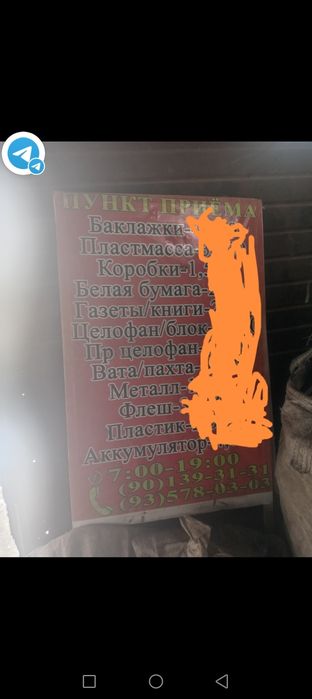 ПУНКТ ПРИЁМА
Баклажки-
Пластмасса-
Коробки-1,5
Белая бумага-
Газеты/книги-
Целофан/блок-
Пр целофан-
Вата/пахта-
Металл-
Флеш-
Пластик-
Аккумулятор-
7:00-19:00
(90)139-31-31
(93)578-03-03